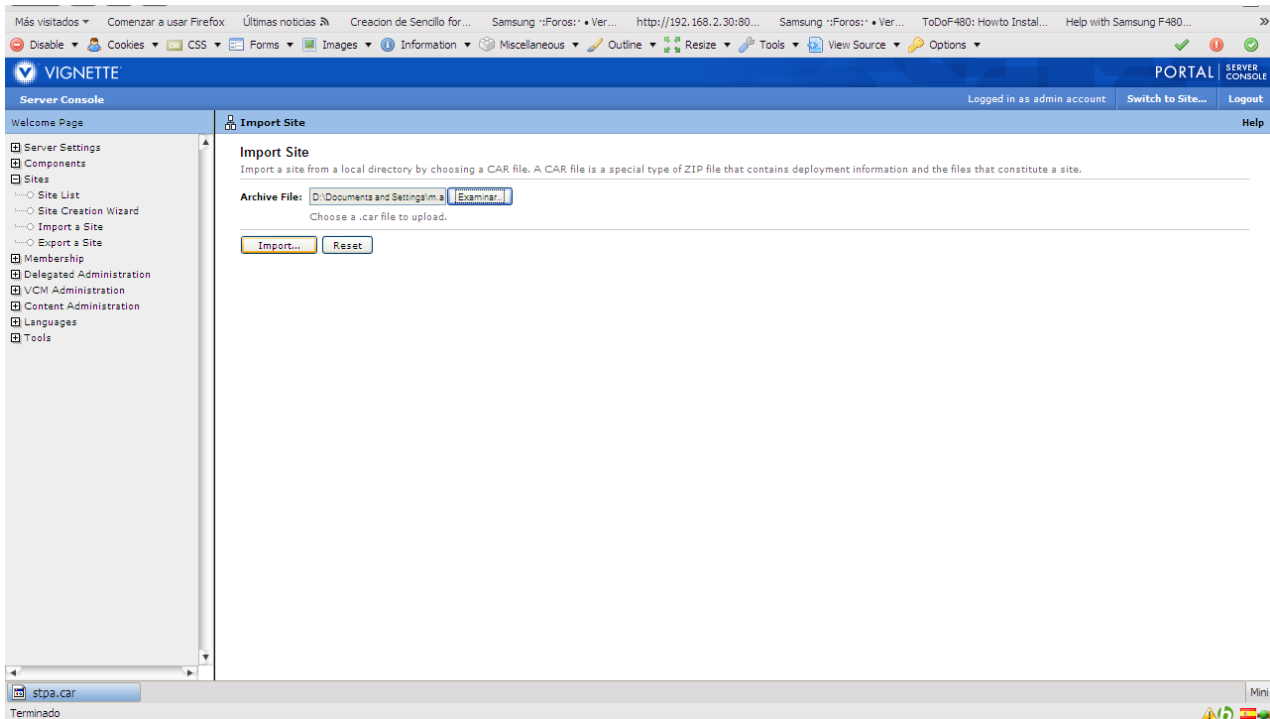 Más visitados Comenzar a usar Firefox Últimas noticias Creacion de Sencillo for... Samsung ·:Foros:· • Ver... http://192.168.2.30:80... Samsung ·:Foros:· • Ver... ToDoF480: Howto Instal... Help with Samsung F480... »
Disable Cookies CSS Forms Images Information Miscellaneous Outline Resize Tools View Source Options
VIGNETTE PORTAL SERVER CONSOLE
Server Console Logged in as admin account Switch to Site... Logout
Welcome Page Import Site Help
Server Settings
Components
Sites
Site List
Site Creation Wizard
Import a Site
Export a Site
Membership
Delegated Administration
VCM Administration
Content Administration
Languages
Tools
Import Site
Import a site from a local directory by choosing a CAR file. A CAR file is a special type of ZIP file that contains deployment information and the files that constitute a site.
Archive File: D:\Documents and Settings\m.a Examinar...
Choose a .car file to upload.
Import... Reset
stpa.car Mini
Terminado